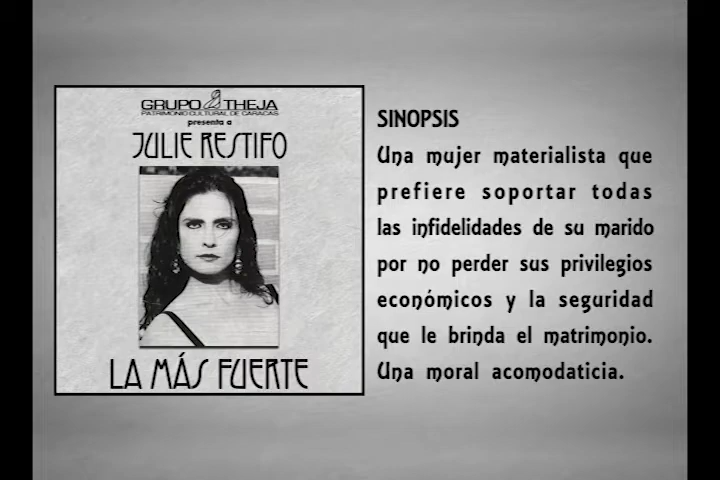 GRUPO THEJA
PATRIMONIO CULTURAL DE CARACAS
presenta a
JULIE RESTIFO
LA MÁS FUERTE
SINOPSIS
Una mujer materialista que
prefiere soportar todas
las infidelidades de su marido
por no perder sus privilegios
económicos y la seguridad
que le brinda el matrimonio.
Una moral acomodaticia.